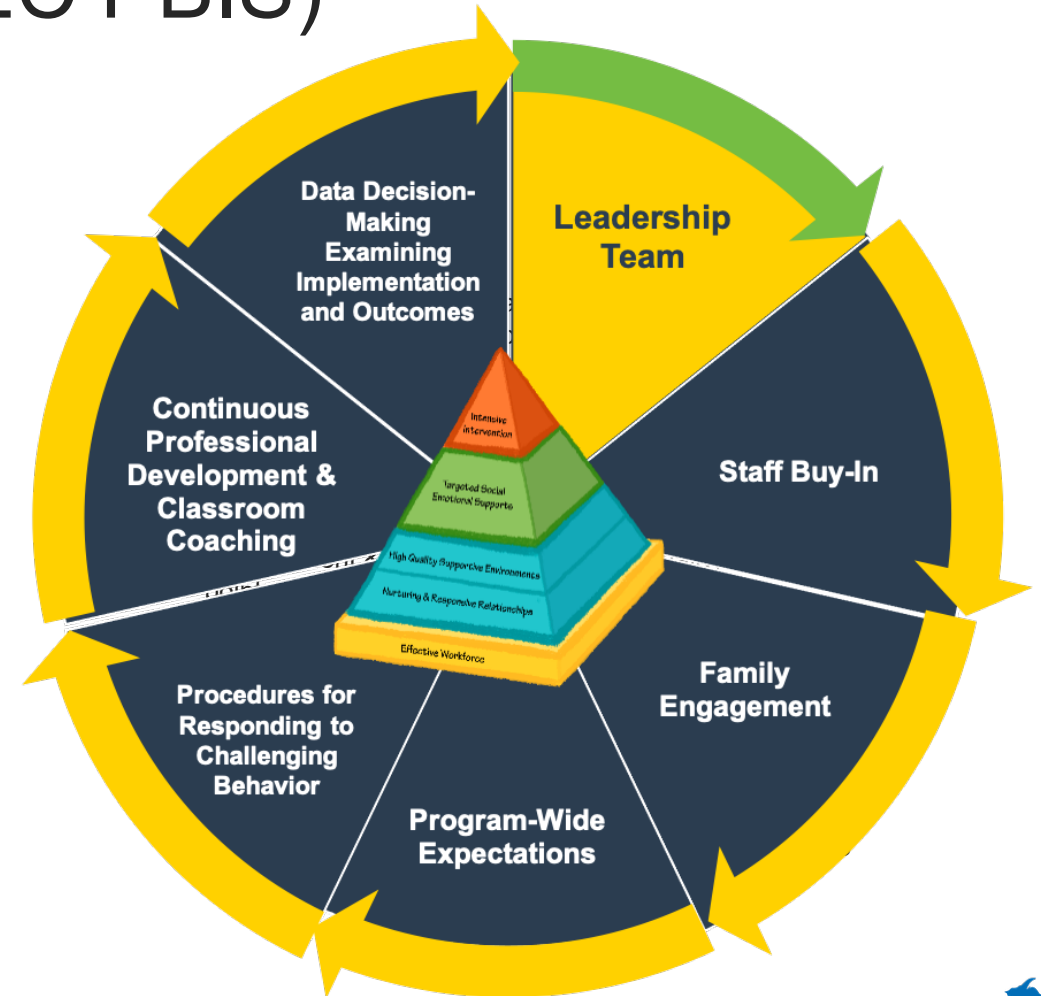 Data Decision-
Making
Examining
Implementation
and Outcomes
Leadership
Team
Staff Buy-In
Family
Engagement
Program-Wide
Expectations
Procedures for
Responding to
Challenging
Behavior
Continuous
Professional
Development &
Classroom
Coaching
Intensive
Intervention
Targeted Social
Emotional Supports
High Quality Supportive Environments
Nurturing & Responsive Relationships
Effective Workforce